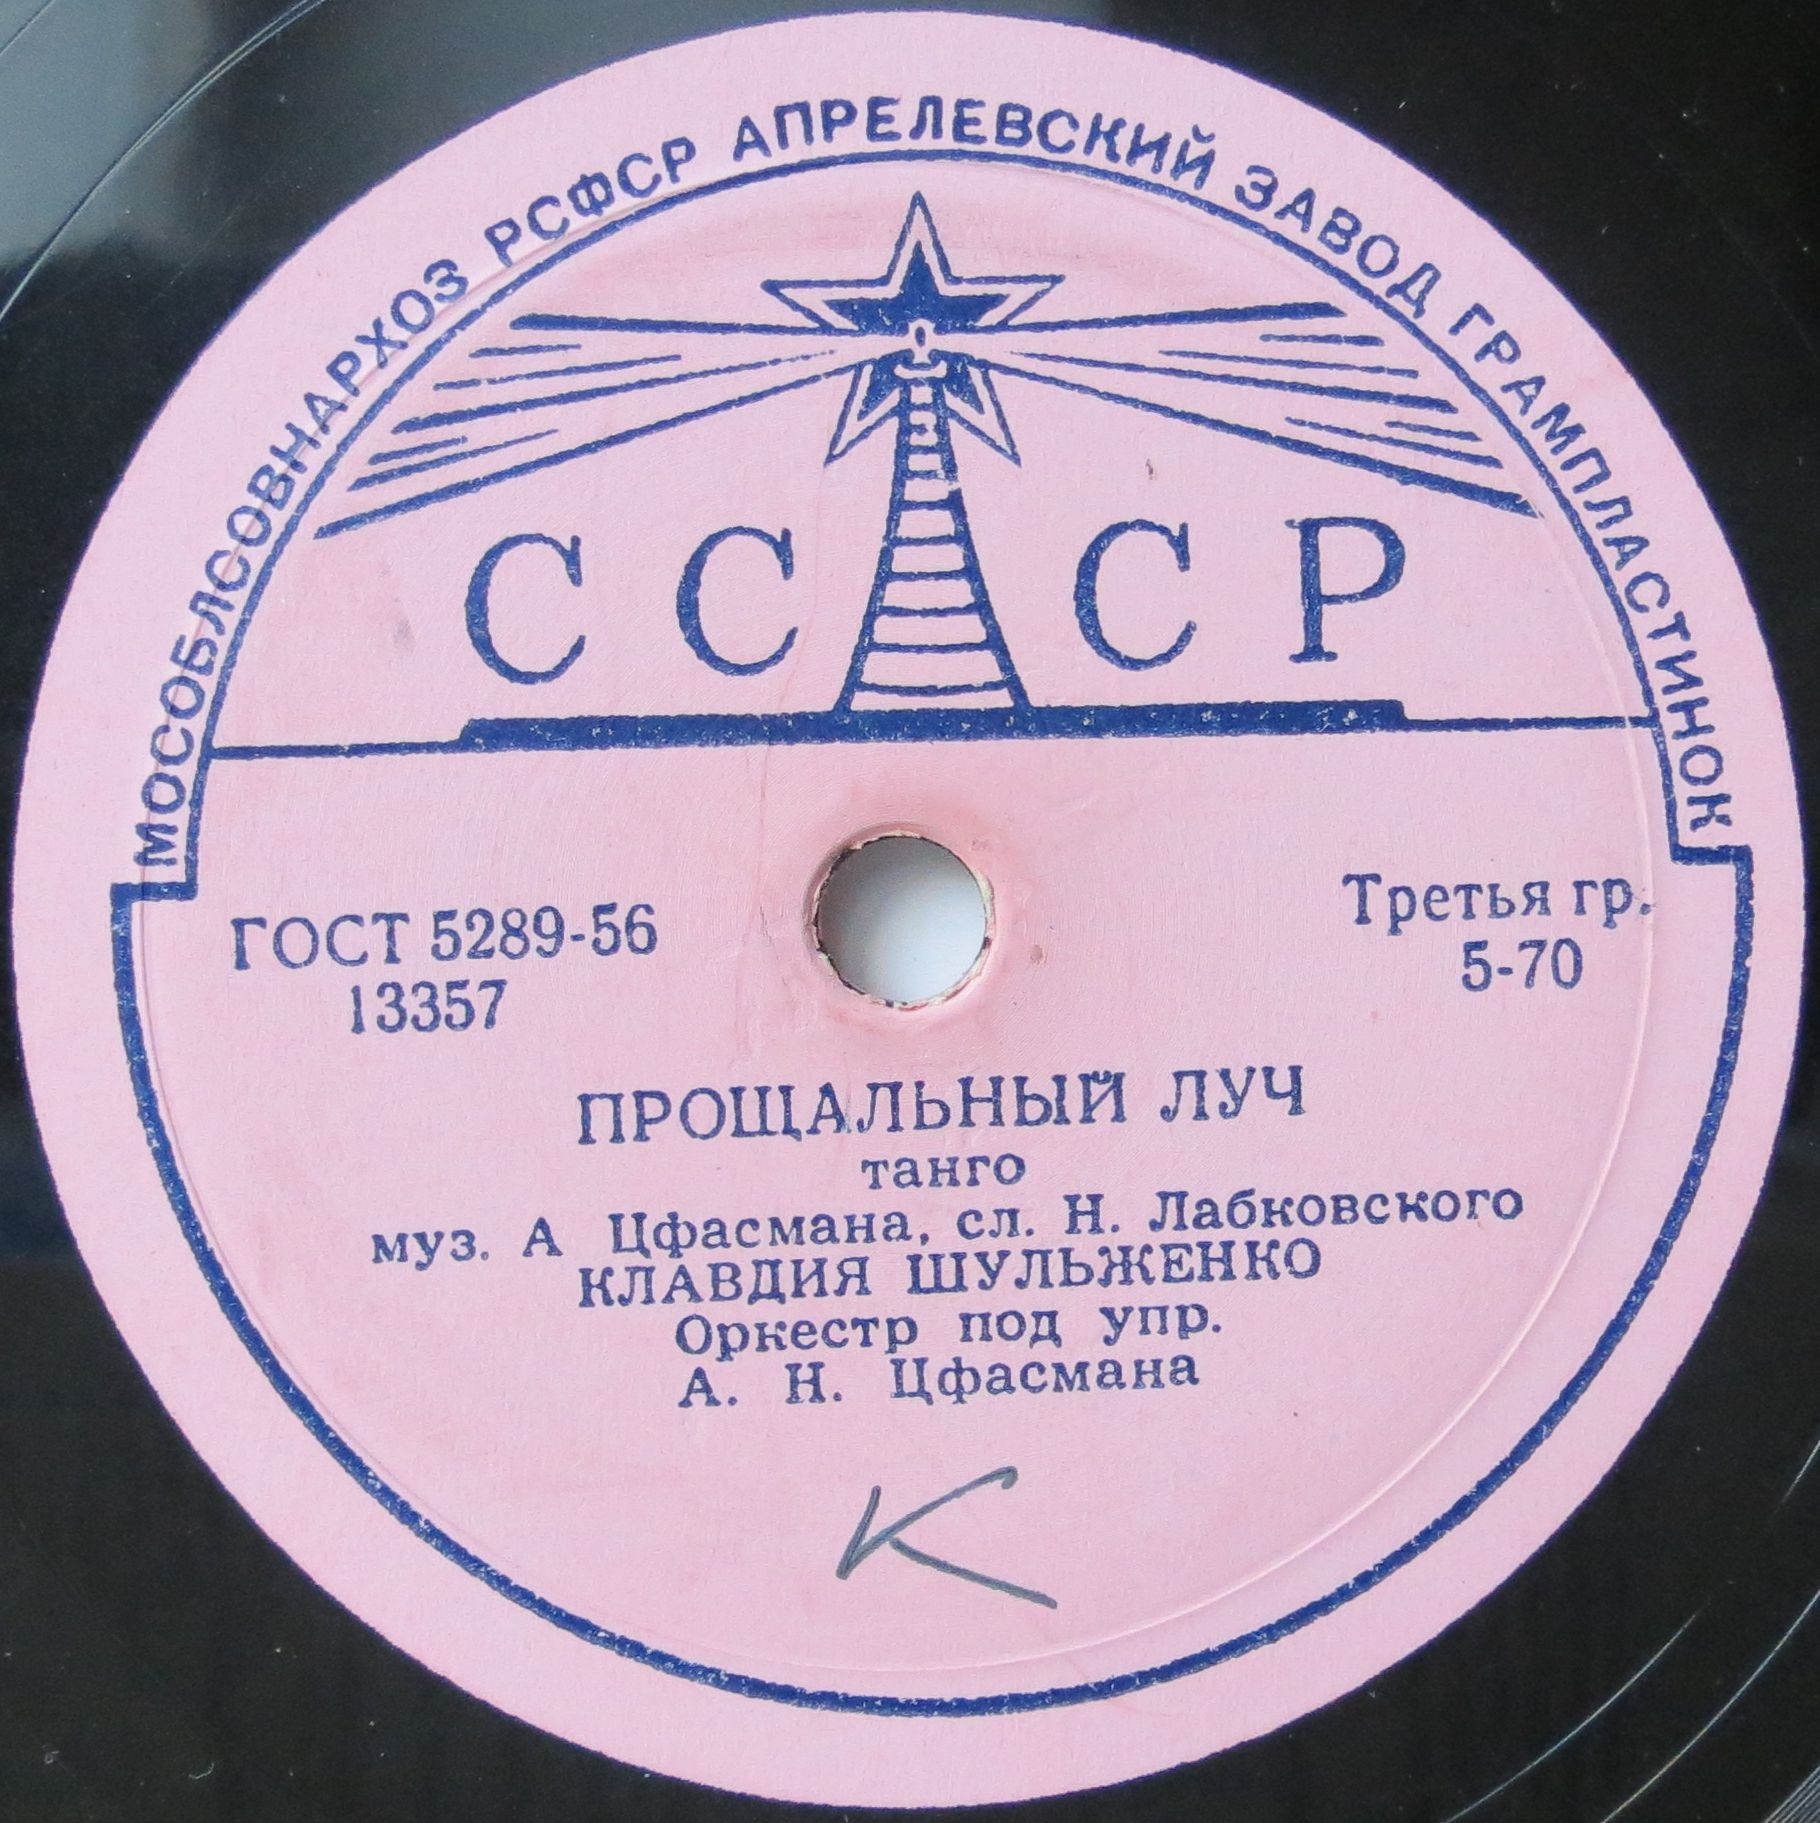 МОСОБЛСОВНАРХОЗ РСФСР АПРЕЛЕВСКИЙ ЗАВОД ГРАМПЛАСТИНОК
СССР
ГОСТ 5289-56
13357
Третья гр.
5-70
ПРОЩАЛЬНЫЙ ЛУЧ
танго
муз. А Цфасмана, сл. Н. Лабковского
КЛАВДИЯ ШУЛЬЖЕНКО
Оркестр под упр.
А. Н. Цфасмана
К